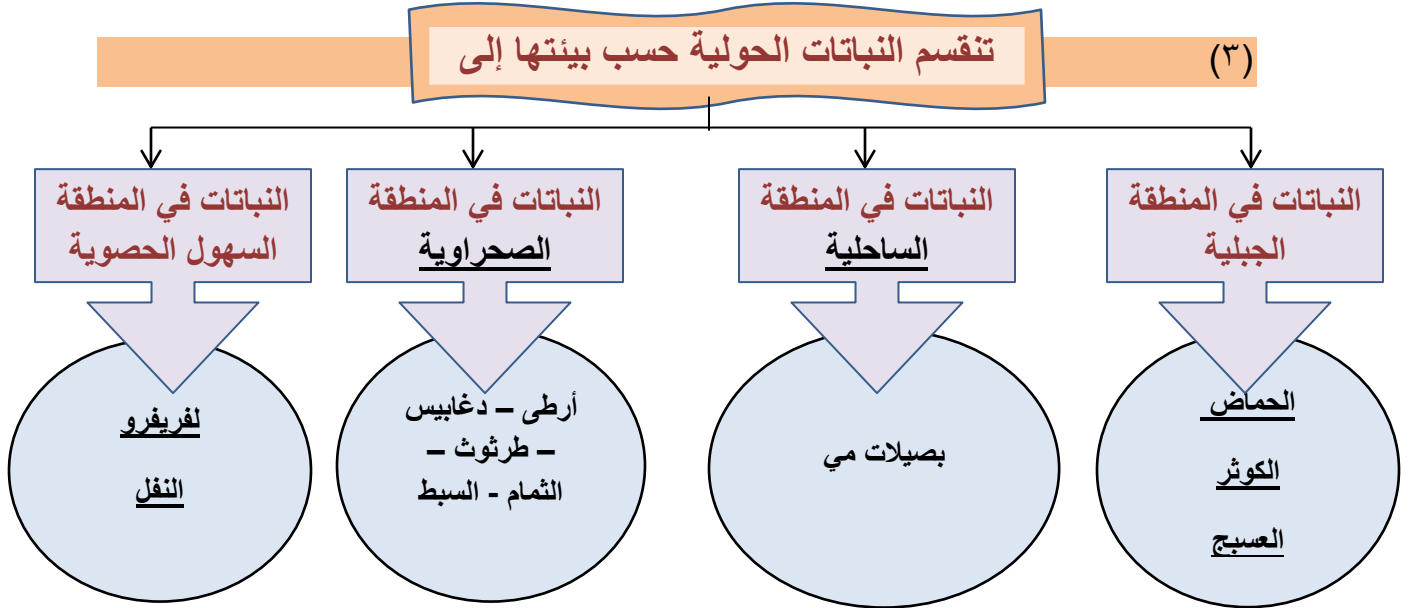 (٣)
تنقسم النباتات الحولية حسب بيئتها إلى
النباتات في المنطقة
الجبلية
النباتات في المنطقة
الساحلية
النباتات في المنطقة
الصحراوية
النباتات في المنطقة
السهول الحصوية
الحماض
الكوثر
العسبج
بصيلات مي
أرطى – دغابيس
– طرثوث –
الثمام - السبط
لفريفرو
النفل